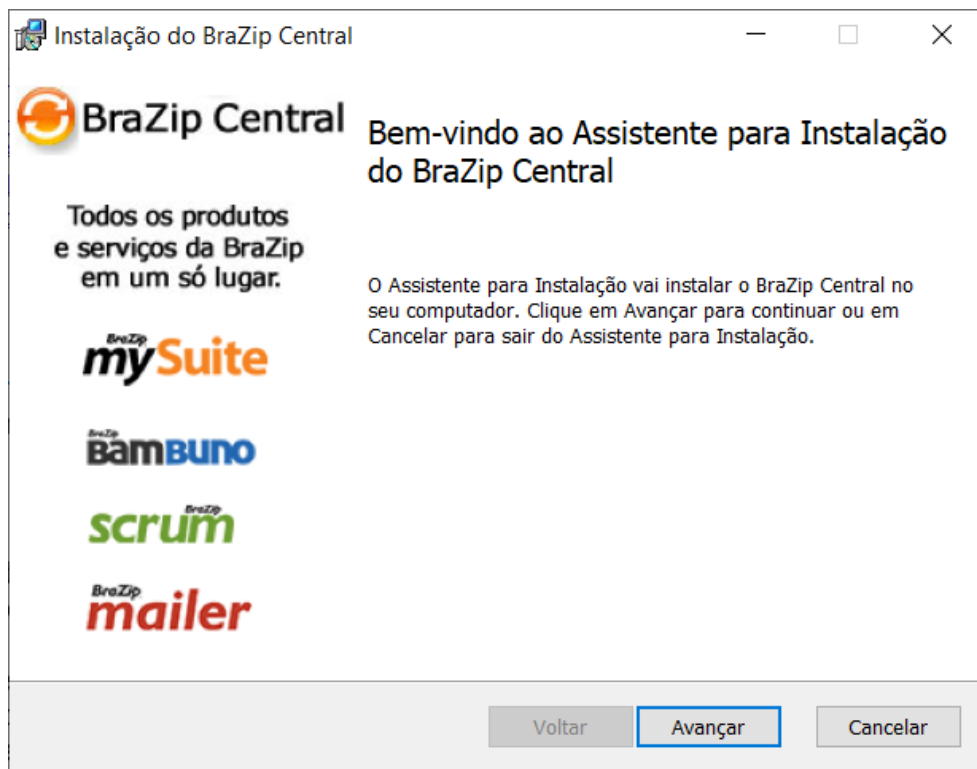 Instalação do BraZip Central
BraZip Central
Todos os produtos
e serviços da BraZip
em um só lugar.
BraZip
mySuite
BraZip
Bambuno
BraZip
scrum
BraZip
mailer
Bem-vindo ao Assistente para Instalação
do BraZip Central
O Assistente para Instalação vai instalar o BraZip Central no
seu computador. Clique em Avançar para continuar ou em
Cancelar para sair do Assistente para Instalação.
Voltar
Avançar
Cancelar